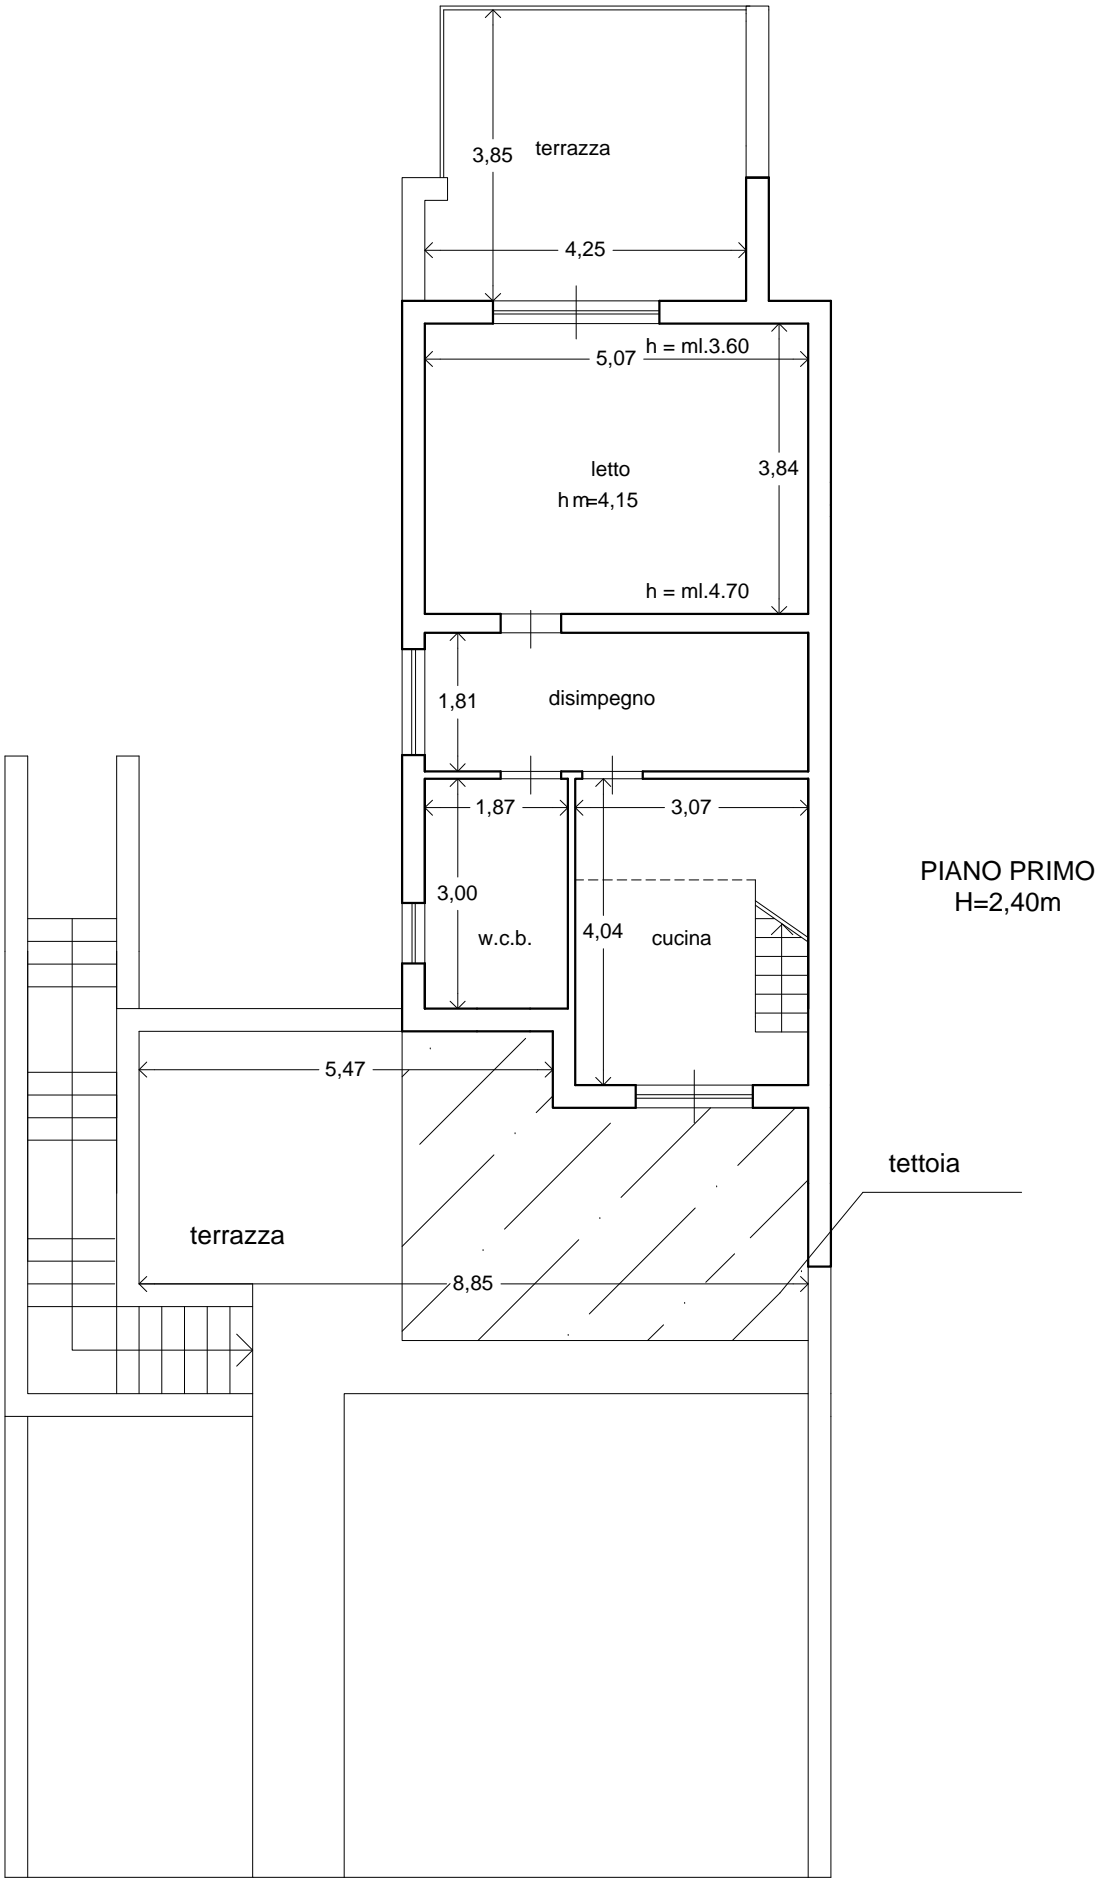 3,85
terrazza
4,25
h = ml.3.60
5,07
letto
3,84
h m=4,15
h = ml.4.70
1,81
disimpegno
1,87
3,07
PIANO PRIMO
H=2,40m
3,00
4,04
w.c.b.
cucina
5,47
tettoia
terrazza
8,85